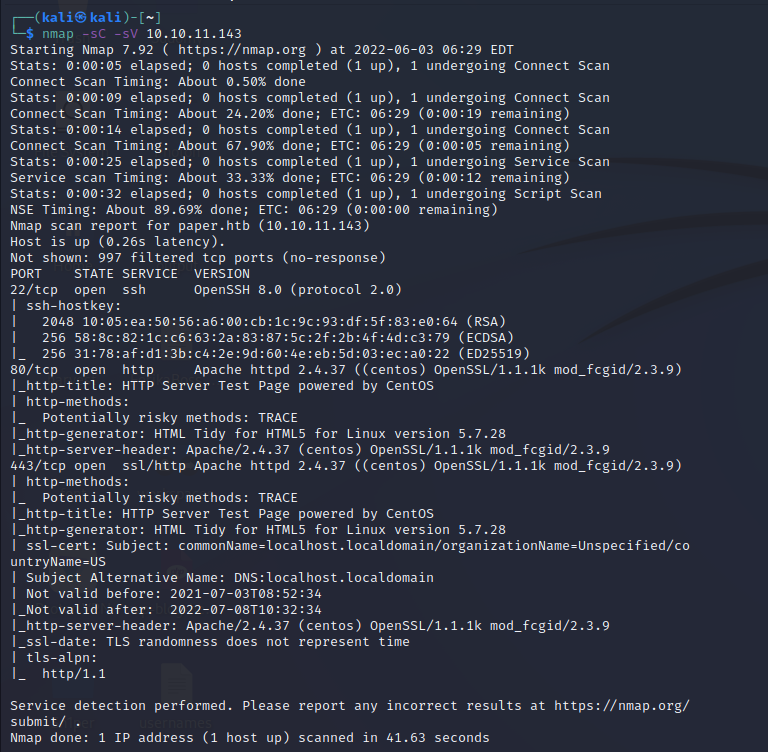 ┌──(kali㉿kali)-[~]
└─$ nmap -sC -sV 10.10.11.143
Starting Nmap 7.92 ( https://nmap.org ) at 2022-06-03 06:29 EDT
Stats: 0:00:05 elapsed; 0 hosts completed (1 up), 1 undergoing Connect Scan
Connect Scan Timing: About 0.50% done
Stats: 0:00:09 elapsed; 0 hosts completed (1 up), 1 undergoing Connect Scan
Connect Scan Timing: About 24.20% done; ETC: 06:29 (0:00:19 remaining)
Stats: 0:00:14 elapsed; 0 hosts completed (1 up), 1 undergoing Connect Scan
Connect Scan Timing: About 67.90% done; ETC: 06:29 (0:00:05 remaining)
Stats: 0:00:25 elapsed; 0 hosts completed (1 up), 1 undergoing Service Scan
Service scan Timing: About 33.33% done; ETC: 06:29 (0:00:12 remaining)
Stats: 0:00:32 elapsed; 0 hosts completed (1 up), 1 undergoing Script Scan
NSE Timing: About 89.69% done; ETC: 06:29 (0:00:00 remaining)
Nmap scan report for paper.htb (10.10.11.143)
Host is up (0.26s latency).
Not shown: 997 filtered tcp ports (no-response)
PORT    STATE SERVICE  VERSION
22/tcp  open  ssh      OpenSSH 8.0 (protocol 2.0)
| ssh-hostkey:
|   2048 10:05:ea:50:56:a6:00:cb:1c:9c:93:df:5f:83:e0:64 (RSA)
|   256 58:8c:82:1c:c6:63:2a:83:87:5c:2f:2b:4f:4d:c3:79 (ECDSA)
|_  256 31:78:af:d1:3b:c4:2e:9d:60:4e:eb:5d:03:ec:a0:22 (ED25519)
80/tcp  open  http     Apache httpd 2.4.37 ((centos) OpenSSL/1.1.1k mod_fcgid/2.3.9)
|_http-title: HTTP Server Test Page powered by CentOS
| http-methods:
|_  Potentially risky methods: TRACE
|_http-generator: HTML Tidy for HTML5 for Linux version 5.7.28
|_http-server-header: Apache/2.4.37 (centos) OpenSSL/1.1.1k mod_fcgid/2.3.9
443/tcp open  ssl/http Apache httpd 2.4.37 ((centos) OpenSSL/1.1.1k mod_fcgid/2.3.9)
| http-methods:
|_  Potentially risky methods: TRACE
|_http-title: HTTP Server Test Page powered by CentOS
|_http-generator: HTML Tidy for HTML5 for Linux version 5.7.28
| ssl-cert: Subject: commonName=localhost.localdomain/organizationName=Unspecified/co
untryName=US
| Subject Alternative Name: DNS:localhost.localdomain
| Not valid before: 2021-07-03T08:52:34
|_Not valid after:  2022-07-08T10:32:34
|_http-server-header: Apache/2.4.37 (centos) OpenSSL/1.1.1k mod_fcgid/2.3.9
|_ssl-date: TLS randomness does not represent time
| tls-alpn:
|_  http/1.1
Service detection performed. Please report any incorrect results at https://nmap.org/
submit/ .
usernames
Nmap done: 1 IP address (1 host up) scanned in 41.63 seconds